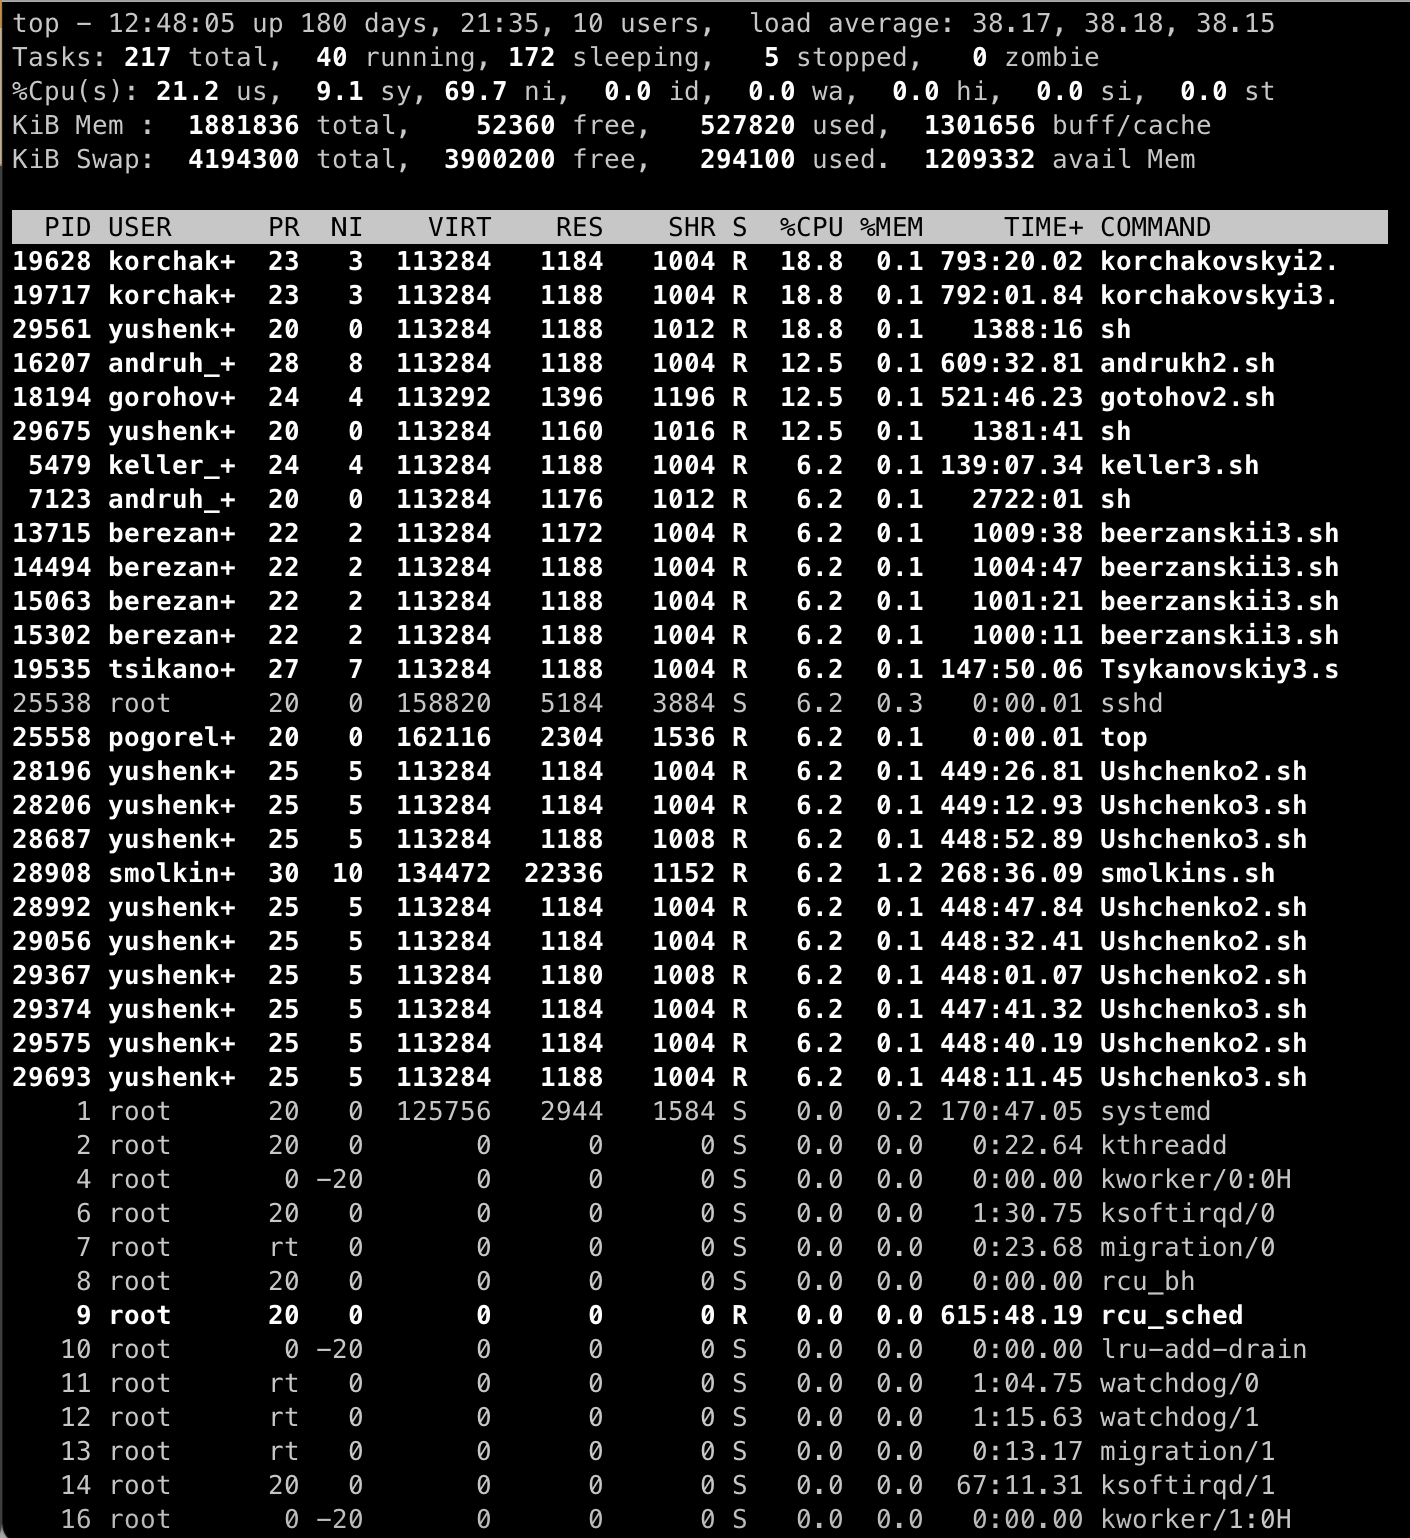 top – 12:48:05 up 180 days, 21:35, 10 users,  load average: 38.17, 38.18, 38.15
Tasks: 217 total,  40 running, 172 sleeping,   5 stopped,   0 zombie
%Cpu(s): 21.2 us,  9.1 sy, 69.7 ni,  0.0 id,  0.0 wa,  0.0 hi,  0.0 si,  0.0 st
KiB Mem :  1881836 total,    52360 free,   527820 used,  1301656 buff/cache
KiB Swap:  4194300 total,  3900200 free,   294100 used.  1209332 avail Mem
  PID USER      PR  NI    VIRT    RES    SHR S  %CPU %MEM     TIME+ COMMAND
19628 korchak+  23   3  113284   1184   1004 R  18.8  0.1 793:20.02 korchakovskyi2.
19717 korchak+  23   3  113284   1188   1004 R  18.8  0.1 792:01.84 korchakovskyi3.
29561 yushenk+  20   0  113284   1188   1012 R  18.8  0.1   1388:16 sh
16207 andruh_+  28   8  113284   1188   1004 R  12.5  0.1 609:32.81 andrukh2.sh
18194 gorohov+  24   4  113292   1396   1196 R  12.5  0.1 521:46.23 gotohov2.sh
29675 yushenk+  20   0  113284   1160   1016 R  12.5  0.1   1381:41 sh
 5479 keller_+  24   4  113284   1188   1004 R   6.2  0.1 139:07.34 keller3.sh
 7123 andruh_+  20   0  113284   1176   1012 R   6.2  0.1   2722:01 sh
13715 berezan+  22   2  113284   1172   1004 R   6.2  0.1   1009:38 beerzanskii3.sh
14494 berezan+  22   2  113284   1188   1004 R   6.2  0.1   1004:47 beerzanskii3.sh
15063 berezan+  22   2  113284   1188   1004 R   6.2  0.1   1001:21 beerzanskii3.sh
15302 berezan+  22   2  113284   1188   1004 R   6.2  0.1   1000:11 beerzanskii3.sh
19535 tsikano+  27   7  113284   1188   1004 R   6.2  0.1 147:50.06 Tsykanovskiy3.s
25538 root      20   0  158820   5184   3884 S   6.2  0.3   0:00.01 sshd
25558 pogorel+  20   0  162116   2304   1536 R   6.2  0.1   0:00.01 top
28196 yushenk+  25   5  113284   1184   1004 R   6.2  0.1 449:26.81 Ushchenko2.sh
28206 yushenk+  25   5  113284   1184   1004 R   6.2  0.1 449:12.93 Ushchenko3.sh
28687 yushenk+  25   5  113284   1188   1008 R   6.2  0.1 448:52.89 Ushchenko3.sh
28908 smolkin+  30  10  134472  22336   1152 R   6.2  1.2 268:36.09 smolkins.sh
28992 yushenk+  25   5  113284   1184   1004 R   6.2  0.1 448:47.84 Ushchenko2.sh
29056 yushenk+  25   5  113284   1184   1004 R   6.2  0.1 448:32.41 Ushchenko2.sh
29367 yushenk+  25   5  113284   1180   1008 R   6.2  0.1 448:01.07 Ushchenko2.sh
29374 yushenk+  25   5  113284   1184   1004 R   6.2  0.1 447:41.32 Ushchenko3.sh
29575 yushenk+  25   5  113284   1184   1004 R   6.2  0.1 448:40.19 Ushchenko2.sh
29693 yushenk+  25   5  113284   1188   1004 R   6.2  0.1 448:11.45 Ushchenko3.sh
    1 root      20   0  125756   2944   1584 S   0.0  0.2 170:47.05 systemd
    2 root      20   0       0      0      0 S   0.0  0.0   0:22.64 kthreadd
    4 root       0 –20       0      0      0 S   0.0  0.0   0:00.00 kworker/0:0H
    6 root      20   0       0      0      0 S   0.0  0.0   1:30.75 ksoftirqd/0
    7 root      rt   0       0      0      0 S   0.0  0.0   0:23.68 migration/0
    8 root      20   0       0      0      0 S   0.0  0.0   0:00.00 rcu_bh
    9 root      20   0       0      0      0 R   0.0  0.0 615:48.19 rcu_sched
   10 root       0 –20       0      0      0 S   0.0  0.0   0:00.00 lru–add–drain
   11 root      rt   0       0      0      0 S   0.0  0.0   1:04.75 watchdog/0
   12 root      rt   0       0      0      0 S   0.0  0.0   1:15.63 watchdog/1
   13 root      rt   0       0      0      0 S   0.0  0.0   0:13.17 migration/1
   14 root      20   0       0      0      0 S   0.0  0.0  67:11.31 ksoftirqd/1
   16 root       0 –20       0      0      0 S   0.0  0.0   0:00.00 kworker/1:0H